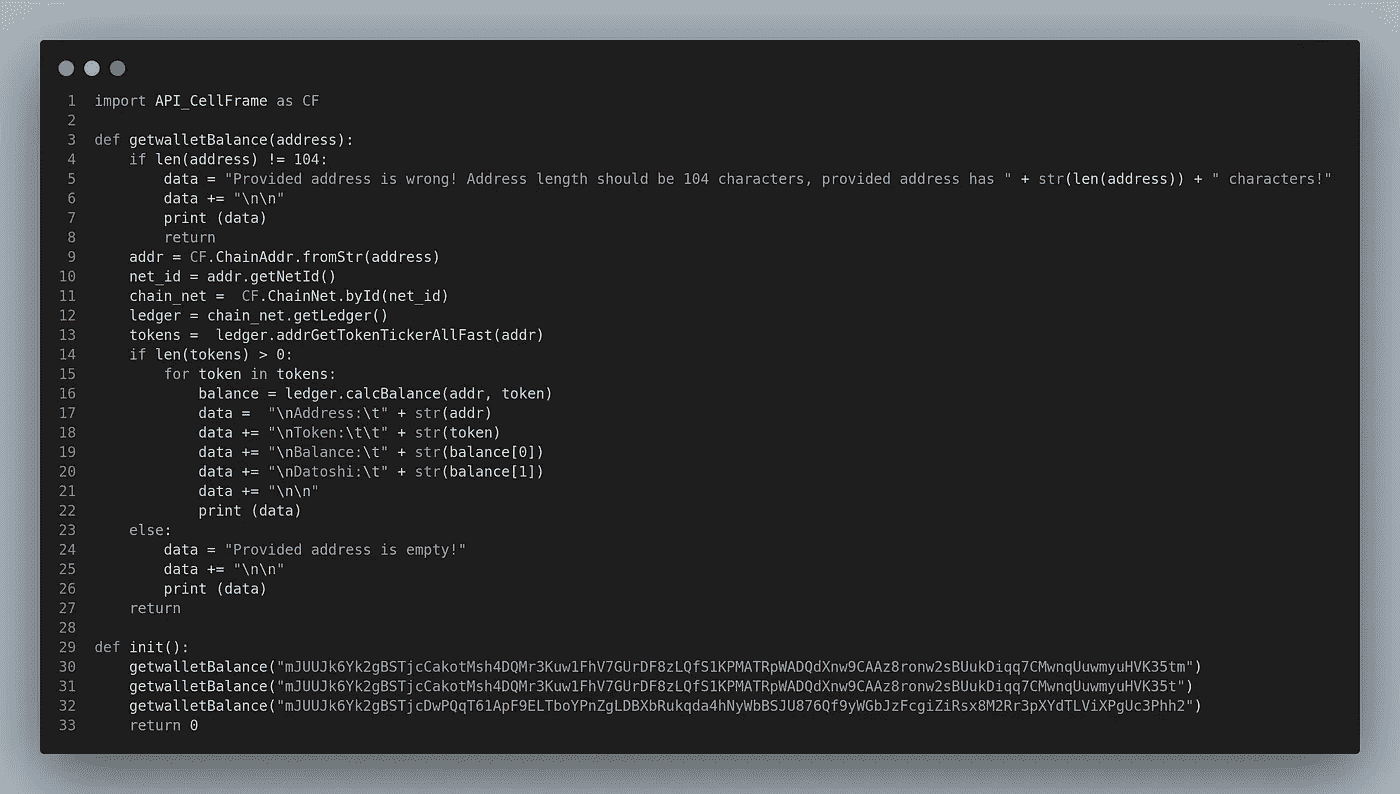 1 import API_CellFrame as CF
2
3 def getwalletBalance(address):
4     if len(address) != 104:
5         data = "Provided address is wrong! Address length should be 104 characters, provided address has " + str(len(address)) + " characters!"
6         data += "\n\n"
7         print (data)
8         return
9     addr = CF.ChainAddr.fromStr(address)
10     net_id = addr.getNetId()
11     chain_net =  CF.ChainNet.byId(net_id)
12     ledger = chain_net.getLedger()
13     tokens =  ledger.addrGetTokenTickerAllFast(addr)
14     if len(tokens) > 0:
15         for token in tokens:
16             balance = ledger.calcBalance(addr, token)
17             data =  "\nAddress:\t" + str(addr)
18             data += "\nToken:\t\t" + str(token)
19             data += "\nBalance:\t" + str(balance[0])
20             data += "\nDatoshi:\t" + str(balance[1])
21             data += "\n\n"
22             print (data)
23     else:
24         data = "Provided address is empty!"
25         data += "\n\n"
26         print (data)
27     return
28
29 def init():
30     getwalletBalance("mJUUJk6Yk2gBSTjcCakotMsh4DQMr3Kuw1FhV7GUrDF8zLQfS1KPMATRpWADQdXnw9CAAz8ronw2sBUukDiqq7CMwnqUuwmyuHVK35tm")
31     getwalletBalance("mJUUJk6Yk2gBSTjcCakotMsh4DQMr3Kuw1FhV7GUrDF8zLQfS1KPMATRpWADQdXnw9CAAz8ronw2sBUukDiqq7CMwnqUuwmyuHVK35t")
32     getwalletBalance("mJUUJk6Yk2gBSTjcDwPQqT61ApF9ELTboYPnZgLDBXbRukqda4hNyWbBSJU876Qf9yWGbJzFcgiZiRsx8M2Rr3pXYdTLViXPgUc3Phh2")
33     return 0